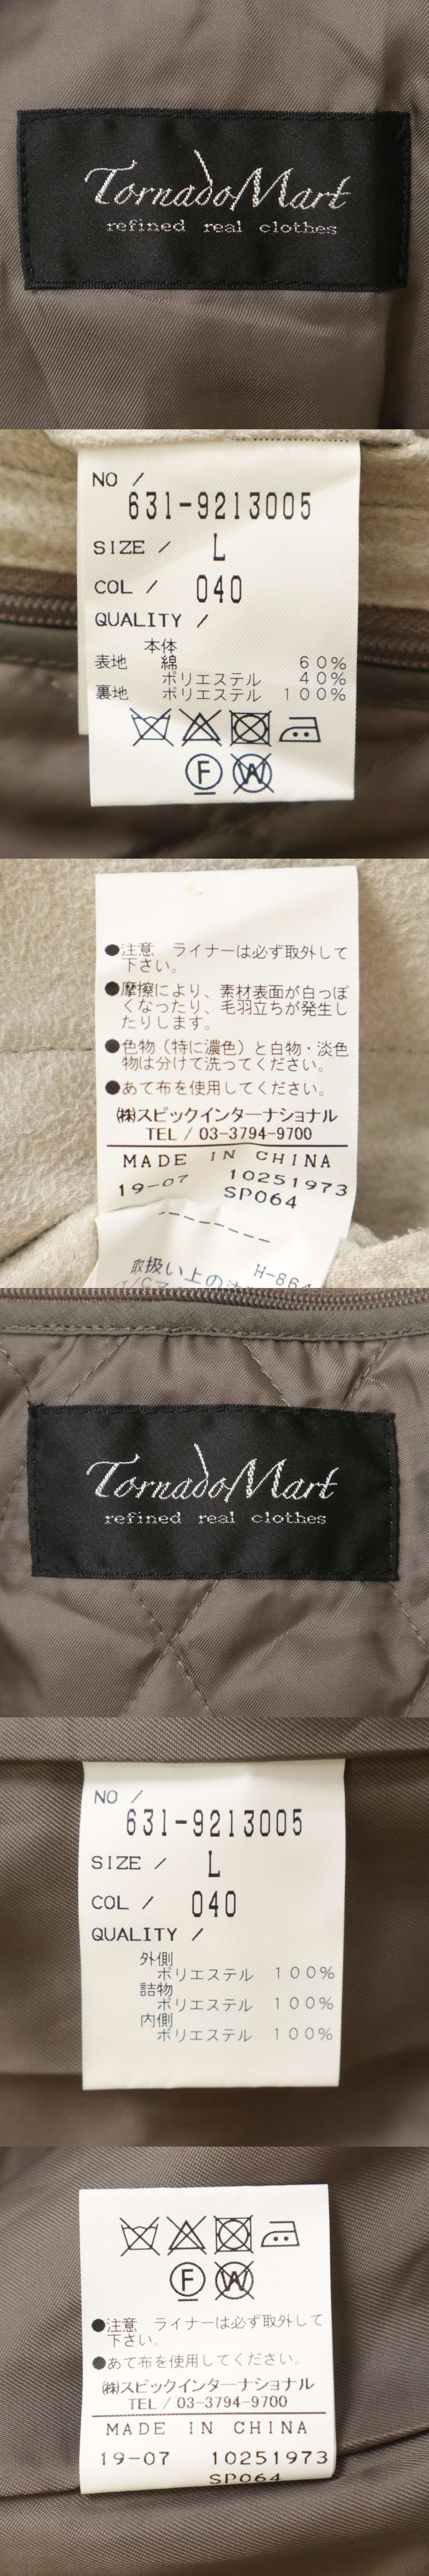 TornadoMart
refined real clothes
NO /
631-9213005
SIZE / L
COL / 040
QUALITY /
本体
表地 綿 60%
ポリエステル 40%
裏地 ポリエステル 100%
F W
●注意 ライナーは必ず取外して
下さい。
●摩擦により、素材表面が白っぽ
くなったり、毛羽立ちが発生し
たりします。
●色物（特に濃色）と白物・淡色
物は分けて洗ってください。
●あて布を使用してください。
㈱スピックインターナショナル
TEL / 03-3794-9700
MADE IN CHINA
19-07 10251973
SP064
H-864
取扱い上の
TornadoMart
refined real clothes
NO /
631-9213005
SIZE / L
COL / 040
QUALITY /
外側
ポリエステル 100%
詰物
ポリエステル 100%
内側
ポリエステル 100%
F W
●注意 ライナーは必ず取外して
下さい。
●あて布を使用してください。
㈱スピックインターナショナル
TEL / 03-3794-9700
MADE IN CHINA
19-07 10251973
SP064